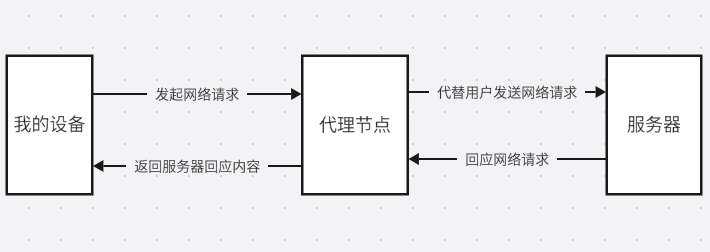 我的设备
发起网络请求
返回服务器回应内容
代理节点
代替用户发送网络请求
回应网络请求
服务器